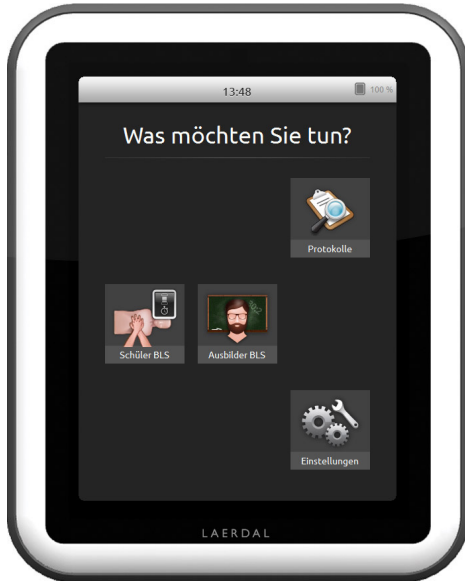 13:48
100 %
Was möchten Sie tun?
Protokolle
Schüler BLS
Ausbilder BLS
Einstellungen
LAERDAL